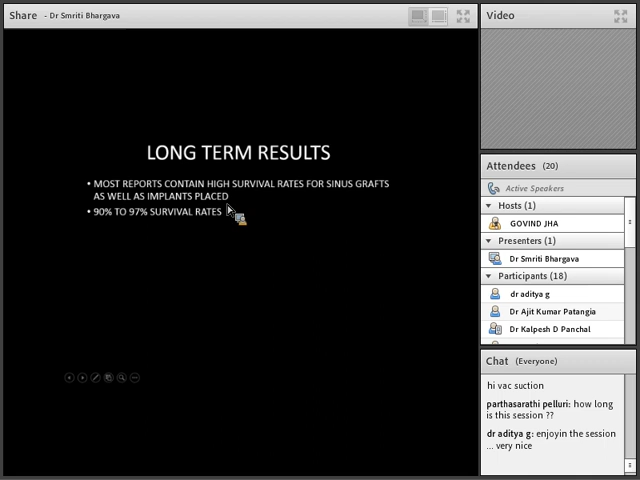 Share - Dr Smriti Bhargava
LONG TERM RESULTS
• MOST REPORTS CONTAIN HIGH SURVIVAL RATES FOR SINUS GRAFTS
AS WELL AS IMPLANTS PLACED
• 90% TO 97% SURVIVAL RATES
Video
Attendees (20)
Active Speakers
Hosts (1)
GOVIND JHA
Presenters (1)
Dr Smriti Bhargava
Participants (18)
dr aditya g
Dr Ajit Kumar Patangia
Dr Kalpesh D Panchal
Chat (Everyone)
hi vac suction
parthasarathi pelluri: how long
is this session ??
dr aditya g: enjoyin the session
... very nice